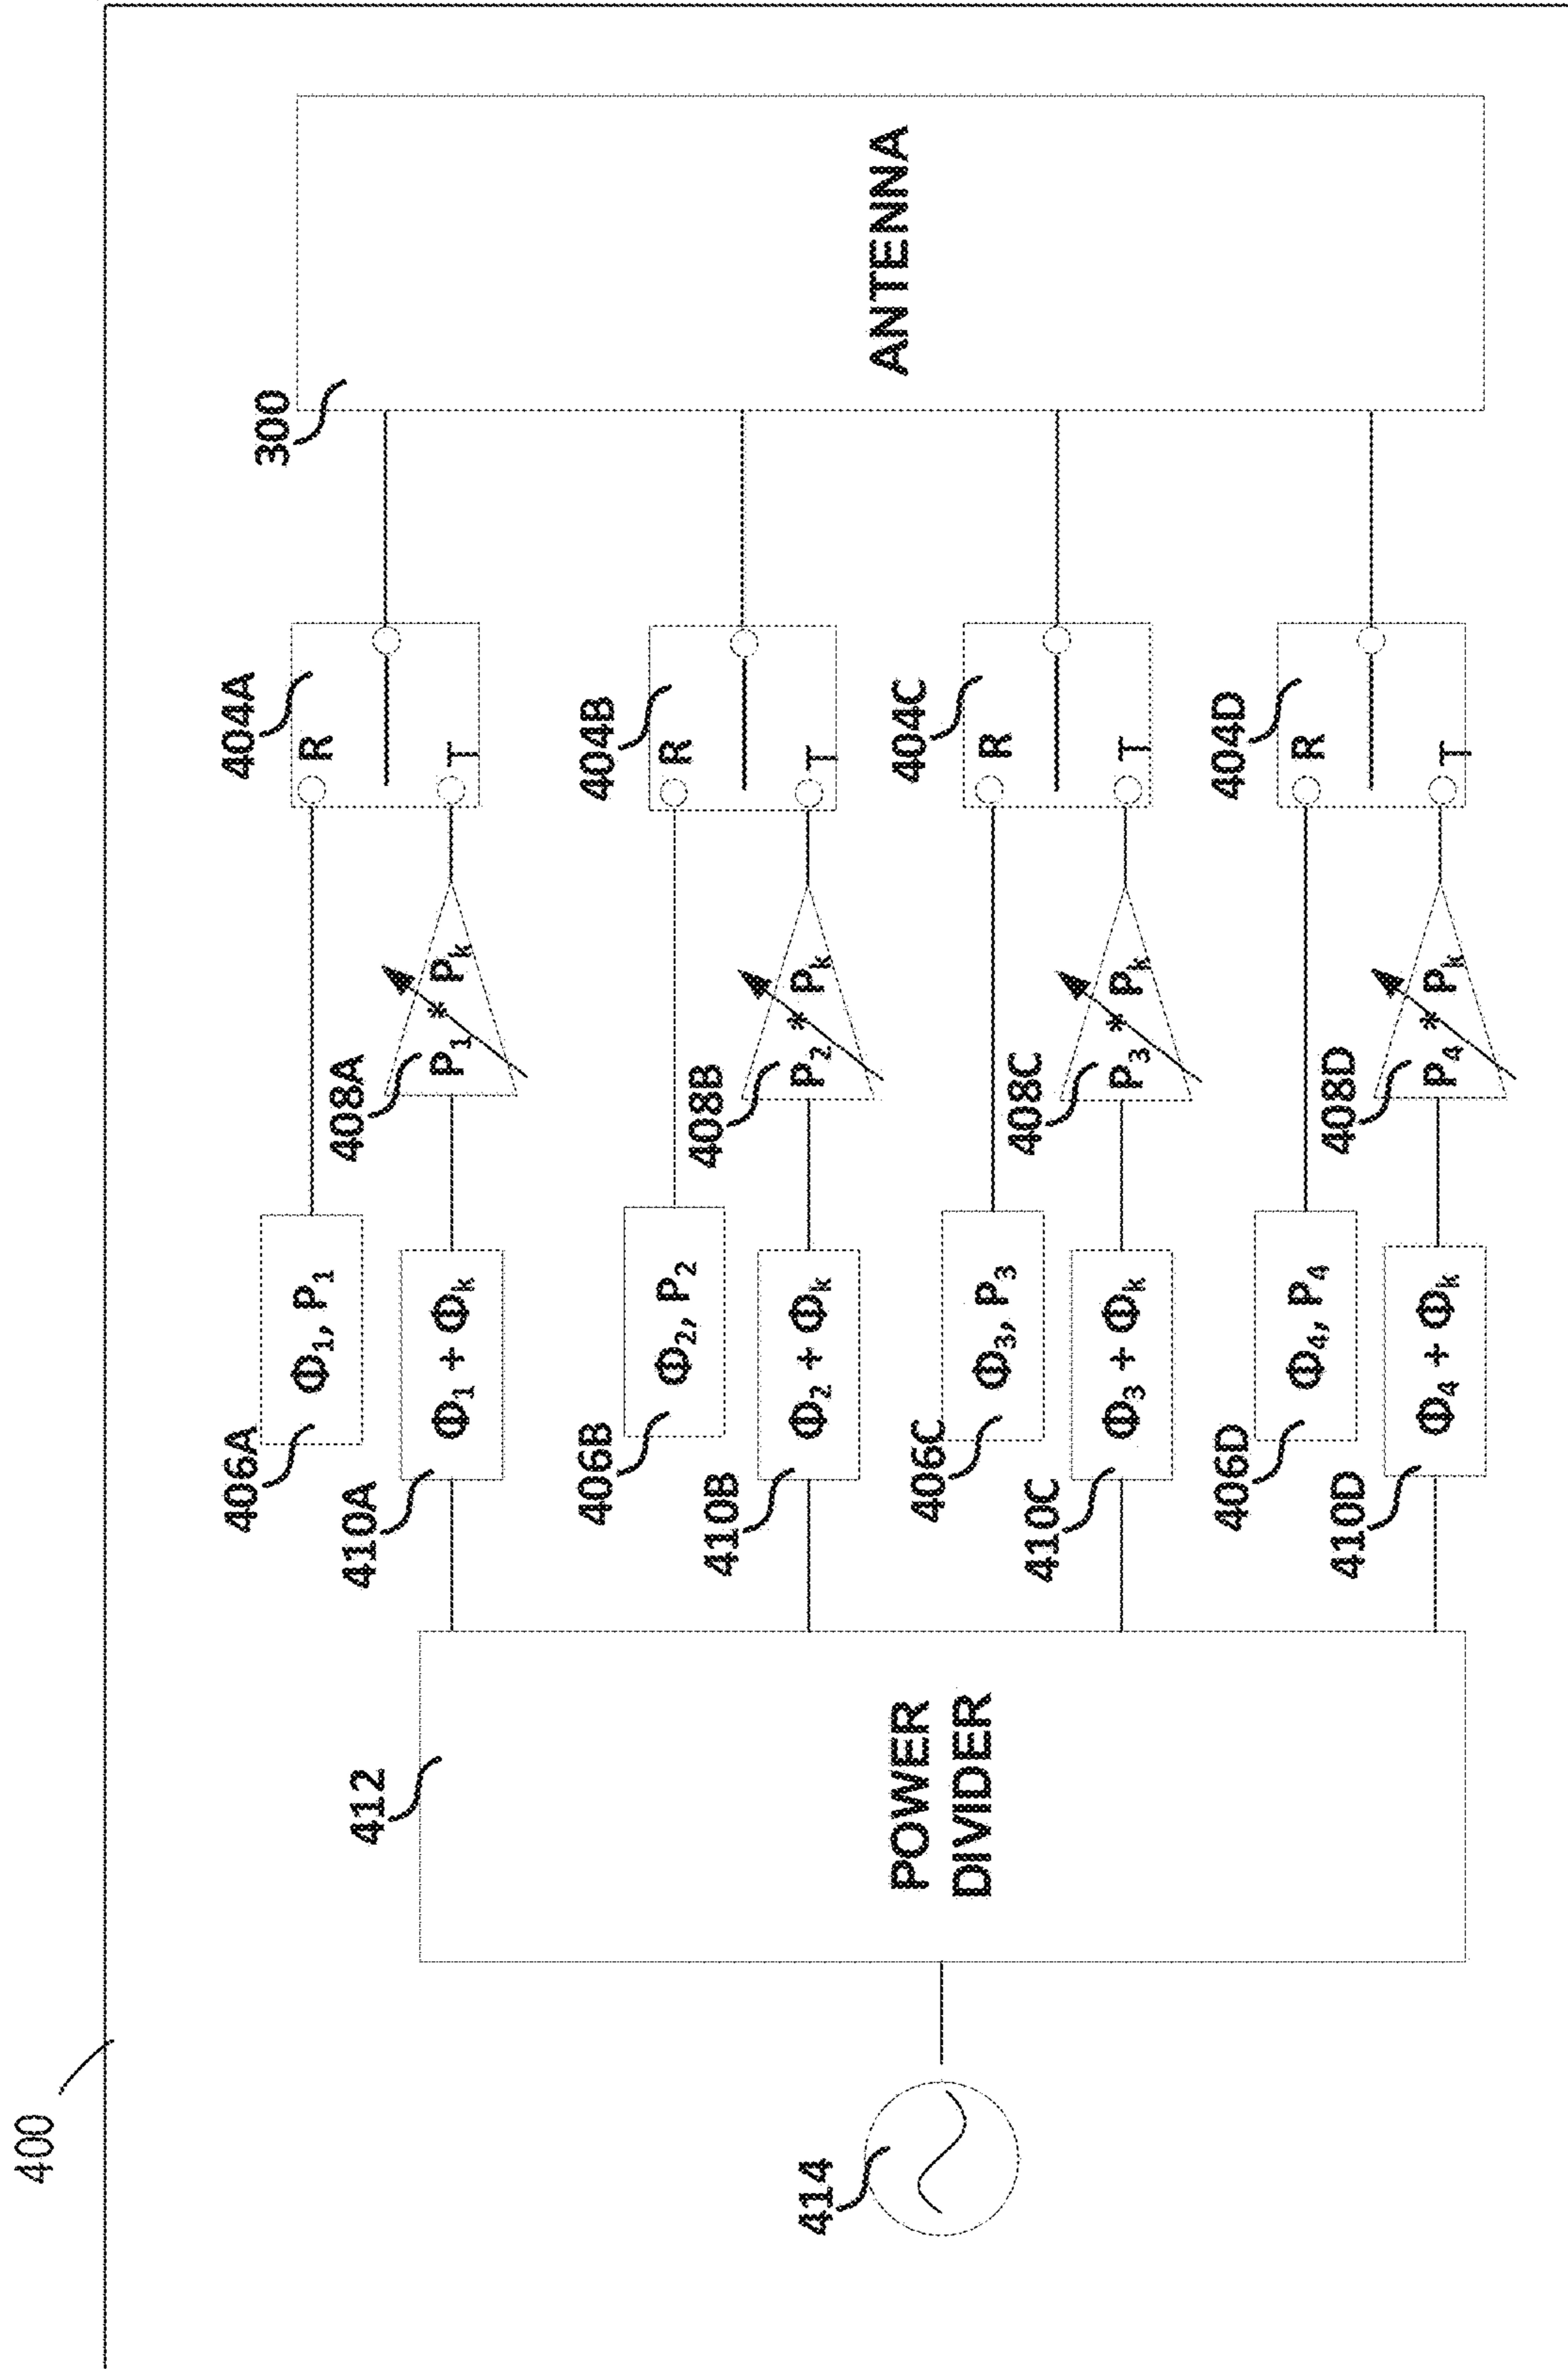 400
414
412
POWER
DIVIDER
406A
Φ₁, P₁
410A
Φ₁ + Φₖ
408A
P₁ * Pₖ
404A
R
T
406B
Φ₂, P₂
410B
Φ₂ + Φₖ
408B
P₂ * Pₖ
404B
R
T
406C
Φ₃, P₃
410C
Φ₃ + Φₖ
408C
P₃ * Pₖ
404C
R
T
406D
Φ₄, P₄
410D
Φ₄ + Φₖ
408D
P₄ * Pₖ
404D
R
T
300
ANTENNA